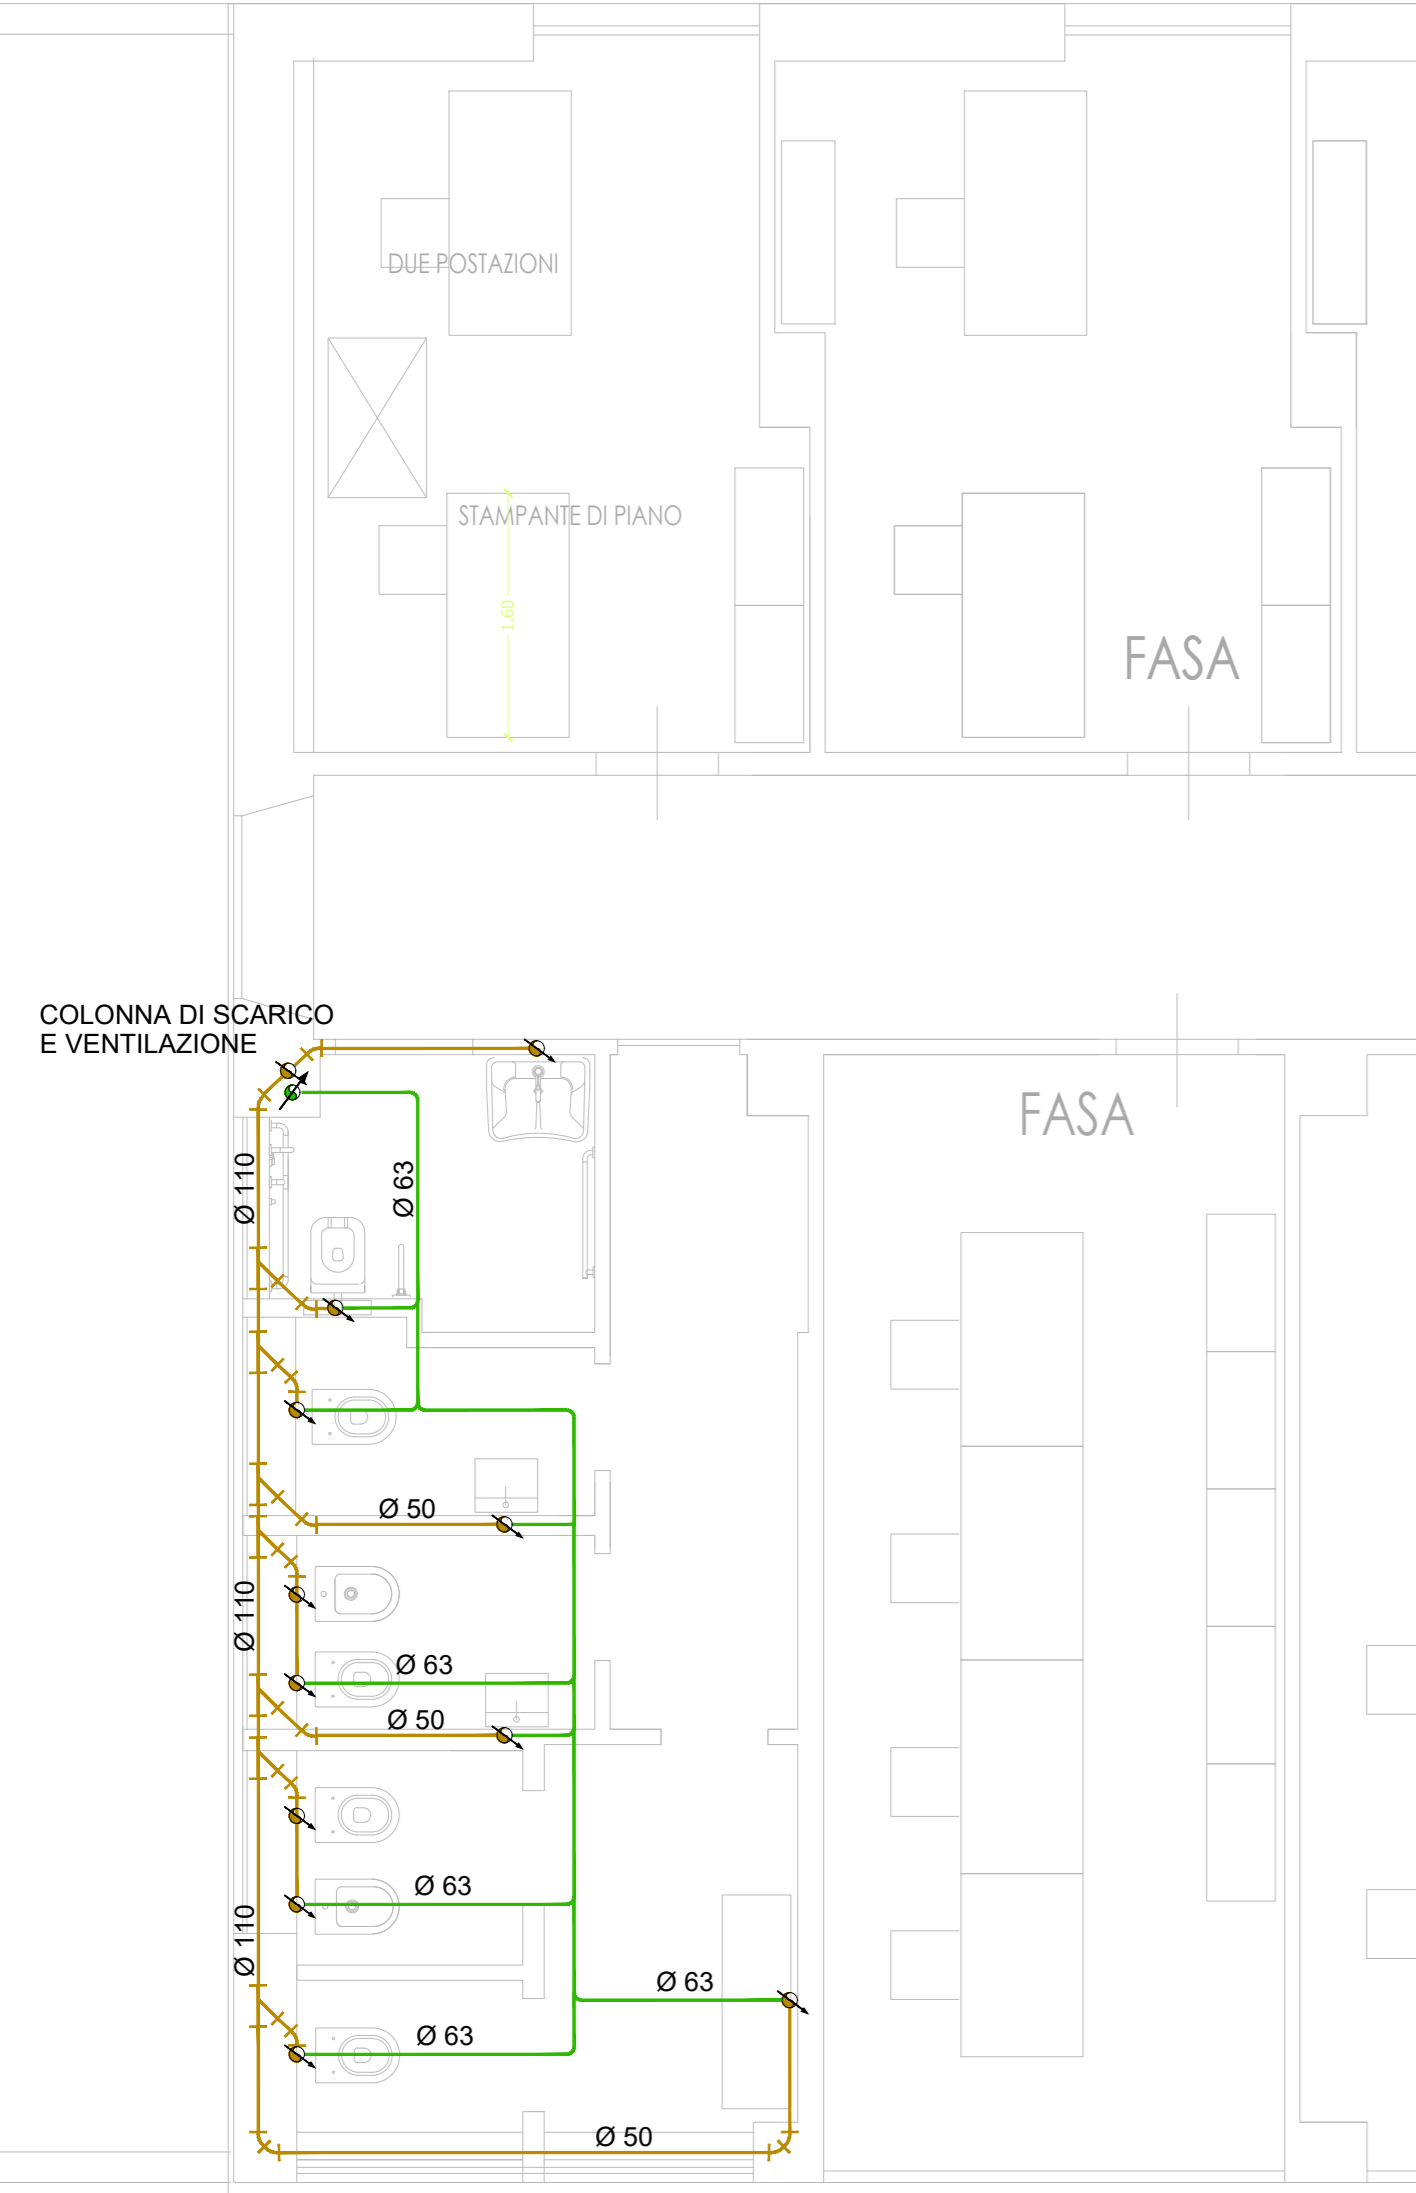 DUE POSTAZIONI
STAMPANTE DI PIANO
1.60
FASA
COLONNA DI SCARICO
E VENTILAZIONE
FASA
Ø 110
Ø 63
Ø 50
Ø 110
Ø 63
Ø 50
Ø 63
Ø 110
Ø 63
Ø 63
Ø 50